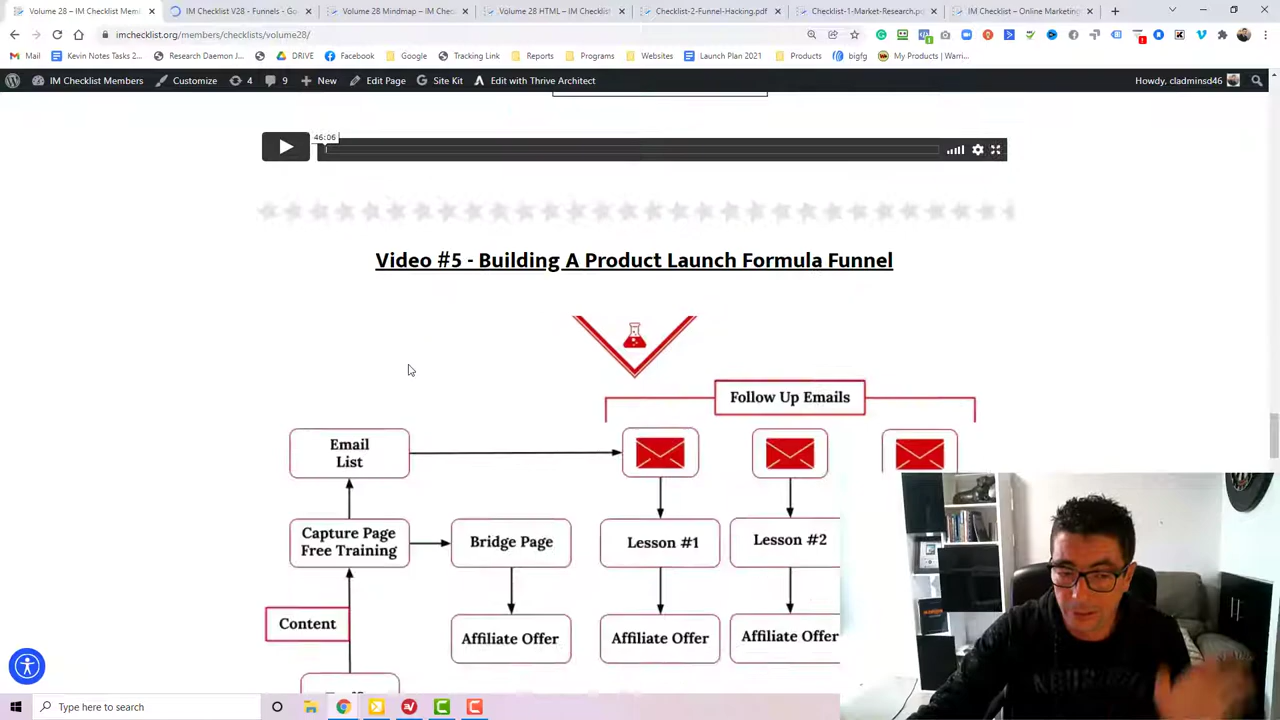 Volume 28 – IM Checklist Mem
IM Checklist V28 - Funnels - Go
Volume 28 Mindmap – IM Chec
Volume 28 HTML – IM Checklist
Checklist-2-Funnel-Hacking.pdf
Checklist-1-Market-Research.p
IM Checklist – Online Marketing
imchecklist.org/members/checklists/volume28/
Mail
Kevin Notes Tasks 2...
Research Daemon Jo...
Drive
Facebook
Google
Tracking Link
Reports
Programs
Websites
Launch Plan 2021
Products
bigfg
My Products (Warri...
IM Checklist Members
Customize
4
9
New
Edit Page
Site Kit
Edit with Thrive Architect
Howdy, cladminsd46
46:06
Video #5 - Building A Product Launch Formula Funnel
Follow Up Emails
Email
List
Capture Page
Free Training
Bridge Page
Lesson #1
Lesson #2
Content
Affiliate Offer
Affiliate Offer
Affiliate Offer
Type here to search